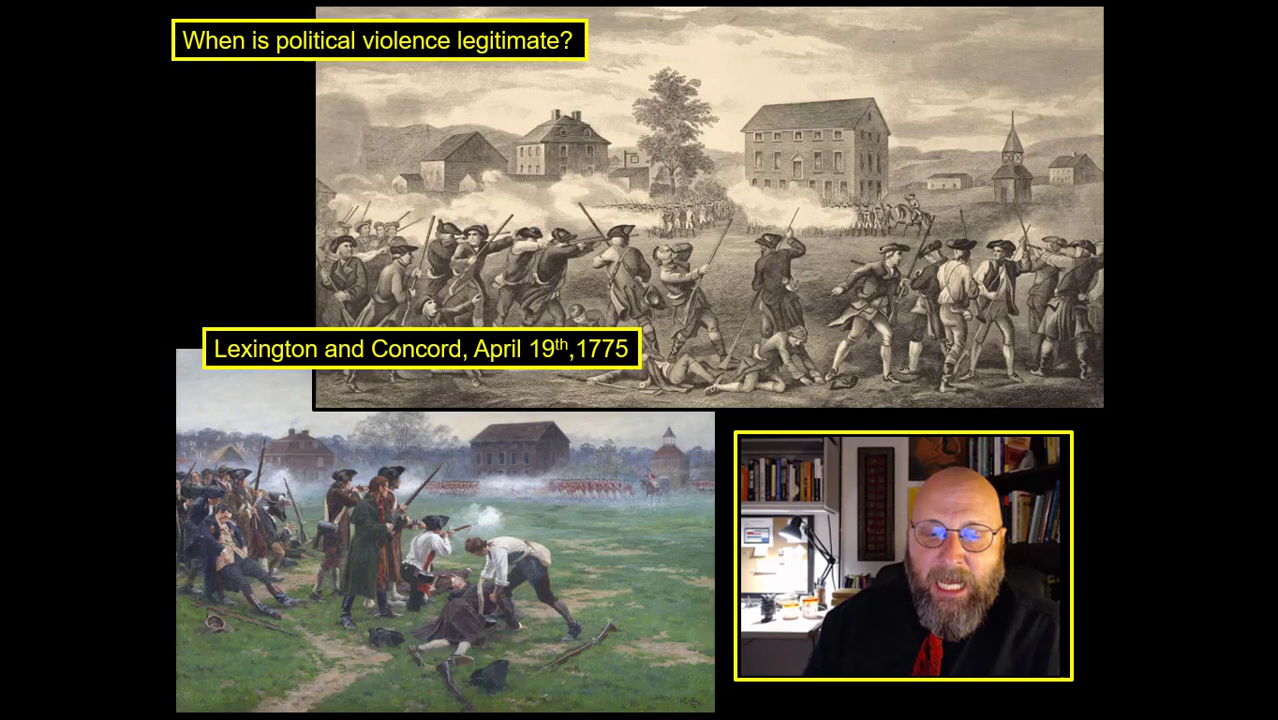 When is political violence legitimate?
Lexington and Concord, April 19th,1775